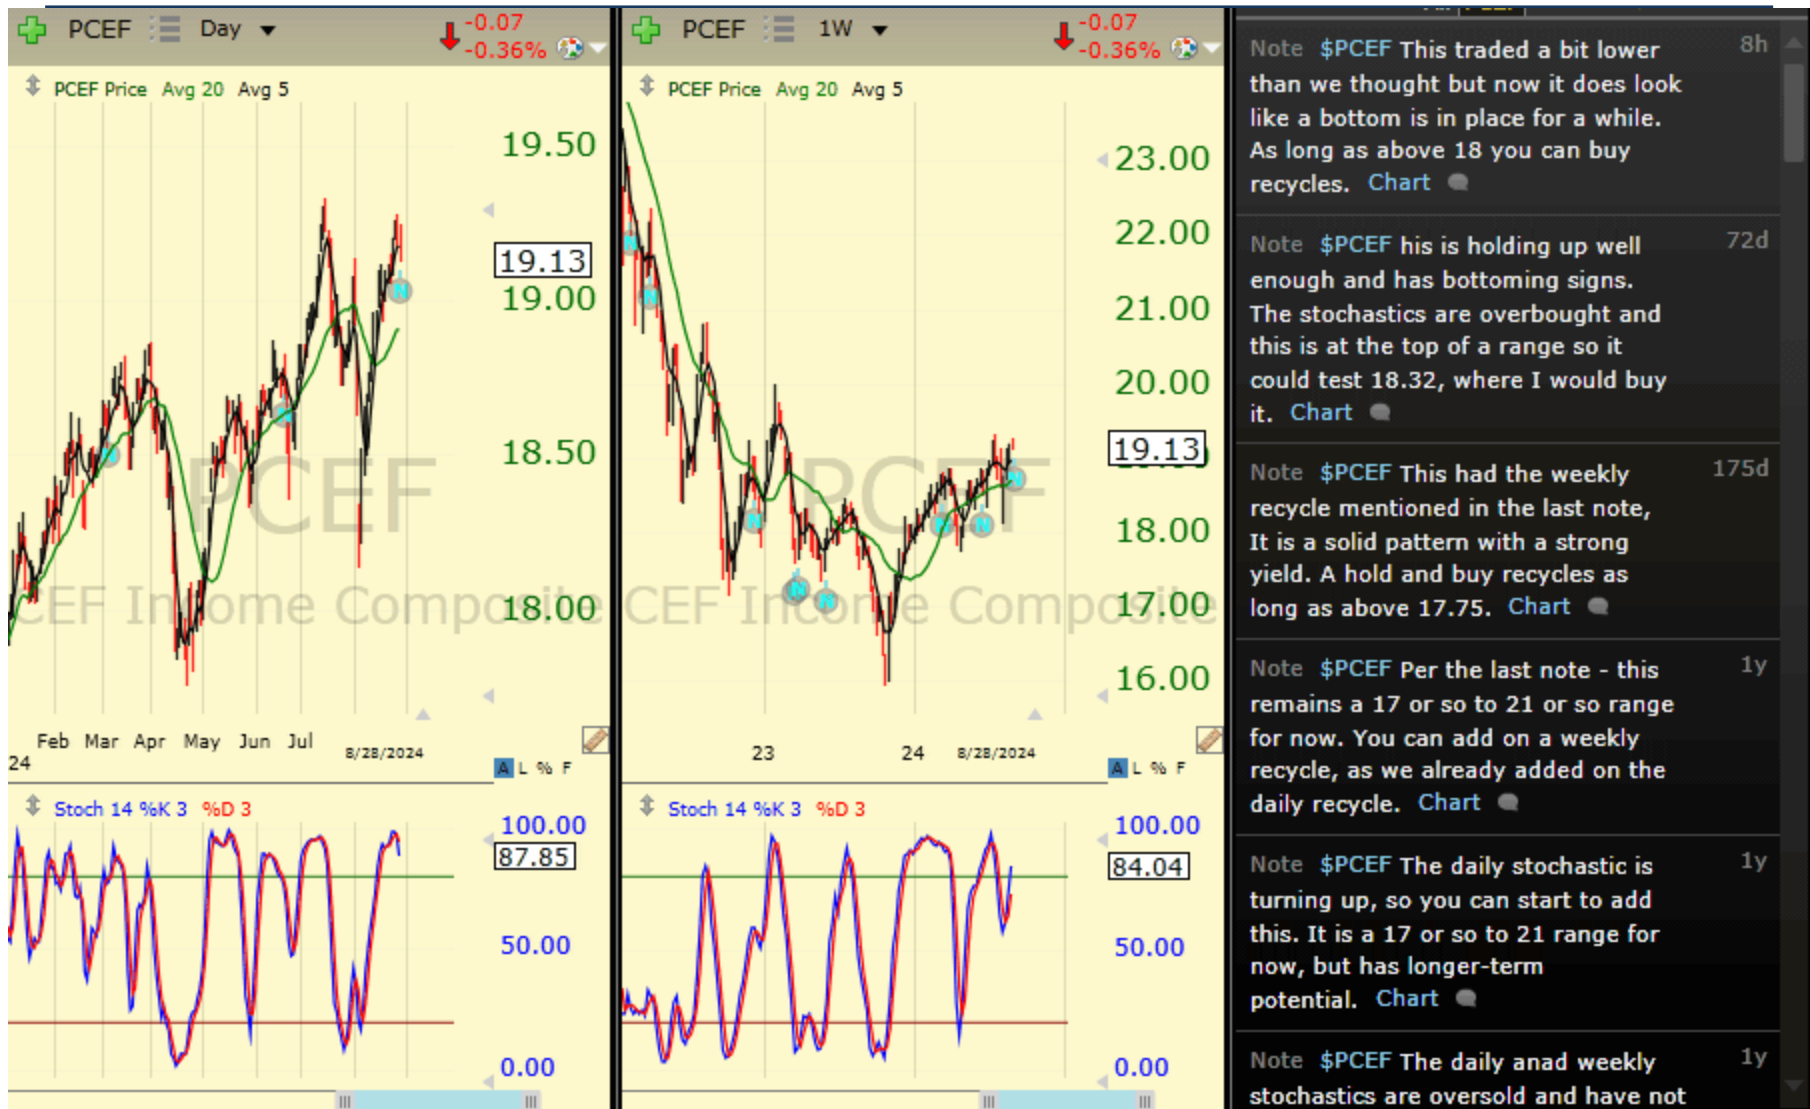 PCEF Day
-0.07
-0.36%
PCEF Price Avg 20 Avg 5
19.50
19.13
19.00
18.50
18.00
PCEF
CEF Income Composite
N
N
N
Feb Mar Apr May Jun Jul 8/28/2024
24
A L % F
Stoch 14 %K 3 %D 3
100.00
87.85
50.00
0.00
PCEF 1W
-0.07
-0.36%
PCEF Price Avg 20 Avg 5
23.00
22.00
21.00
20.00
19.13
18.00
17.00
16.00
PCEF
CEF Income Composite
N
N
N
N
N
N
N
N
23 24 8/28/2024
A L % F
Stoch 14 %K 3 %D 3
100.00
84.04
50.00
0.00
Note $PCEF This traded a bit lower 8h
than we thought but now it does look
like a bottom is in place for a while.
As long as above 18 you can buy
recycles. Chart
Note $PCEF his is holding up well 72d
enough and has bottoming signs.
The stochastics are overbought and
this is at the top of a range so it
could test 18.32, where I would buy
it. Chart
Note $PCEF This had the weekly 175d
recycle mentioned in the last note,
It is a solid pattern with a strong
yield. A hold and buy recycles as
long as above 17.75. Chart
Note $PCEF Per the last note - this 1y
remains a 17 or so to 21 or so range
for now. You can add on a weekly
recycle, as we already added on the
daily recycle. Chart
Note $PCEF The daily stochastic is 1y
turning up, so you can start to add
this. It is a 17 or so to 21 range for
now, but has longer-term
potential. Chart
Note $PCEF The daily anad weekly 1y
stochastics are oversold and have not